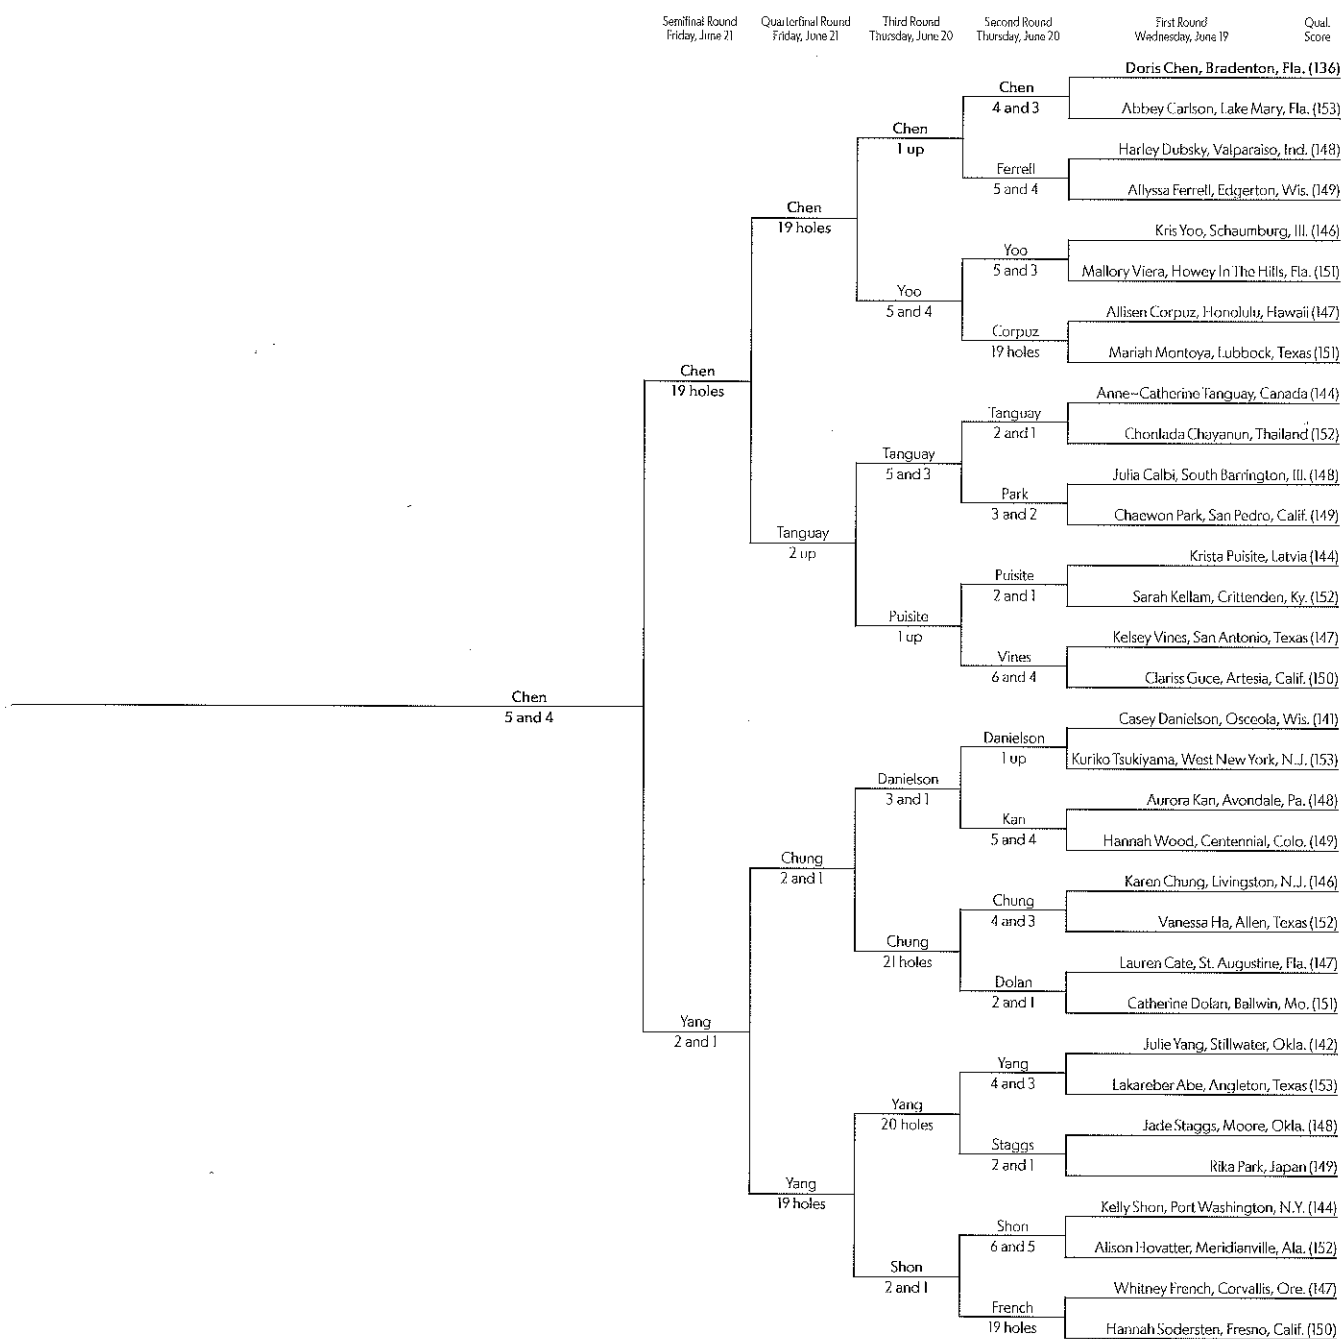 Semifinal Round
Friday, June 21
Quarterfinal Round
Friday, June 21
Third Round
Thursday, June 20
Second Round
Thursday, June 20
First Round
Wednesday, June 19
Qual.
Score
Doris Chen, Bradenton, Fla. (136)
Chen
4 and 3
Abbey Carlson, Lake Mary, Fla. (153)
Chen
1 up
Harley Dubsky, Valparaiso, Ind. (148)
Ferrell
5 and 4
Allyssa Ferrell, Edgerton, Wis. (149)
Chen
19 holes
Kris Yoo, Schaumburg, Ill. (146)
Yoo
5 and 3
Mallory Viera, Howey In The Hills, Fla. (151)
Yoo
5 and 4
Allisen Corpuz, Honolulu, Hawaii (147)
Corpuz
19 holes
Mariah Montoya, Lubbock, Texas (151)
Chen
19 holes
Anne-Catherine Tanguay, Canada (144)
Tanguay
2 and 1
Chonlada Chayanun, Thailand (152)
Tanguay
5 and 3
Julia Calbi, South Barrington, Ill. (148)
Park
3 and 2
Chaewon Park, San Pedro, Calif. (149)
Tanguay
2 up
Krista Puisite, Latvia (144)
Puisite
2 and 1
Sarah Kellam, Crittenden, Ky. (152)
Puisite
1 up
Kelsey Vines, San Antonio, Texas (147)
Vines
6 and 4
Clariss Guce, Artesia, Calif. (150)
Chen
5 and 4
Casey Danielson, Osceola, Wis. (141)
Danielson
1 up
Kuriko Tsukiyama, West New York, N.J. (153)
Danielson
3 and 1
Aurora Kan, Avondale, Pa. (148)
Kan
5 and 4
Hannah Wood, Centennial, Colo. (149)
Chung
2 and 1
Karen Chung, Livingston, N.J. (146)
Chung
4 and 3
Vanessa Ha, Allen, Texas (152)
Chung
21 holes
Lauren Cate, St. Augustine, Fla. (147)
Dolan
2 and 1
Catherine Dolan, Ballwin, Mo. (151)
Yang
2 and 1
Julie Yang, Stillwater, Okla. (142)
Yang
4 and 3
Lakareber Abe, Angleton, Texas (153)
Yang
20 holes
Jade Staggs, Moore, Okla. (148)
Staggs
2 and 1
Rika Park, Japan (149)
Yang
19 holes
Kelly Shon, Port Washington, N.Y. (144)
Shon
6 and 5
Alison Hovatter, Meridianville, Ala. (152)
Shon
2 and 1
Whitney French, Corvallis, Ore. (147)
French
19 holes
Hannah Sodersten, Fresno, Calif. (150)